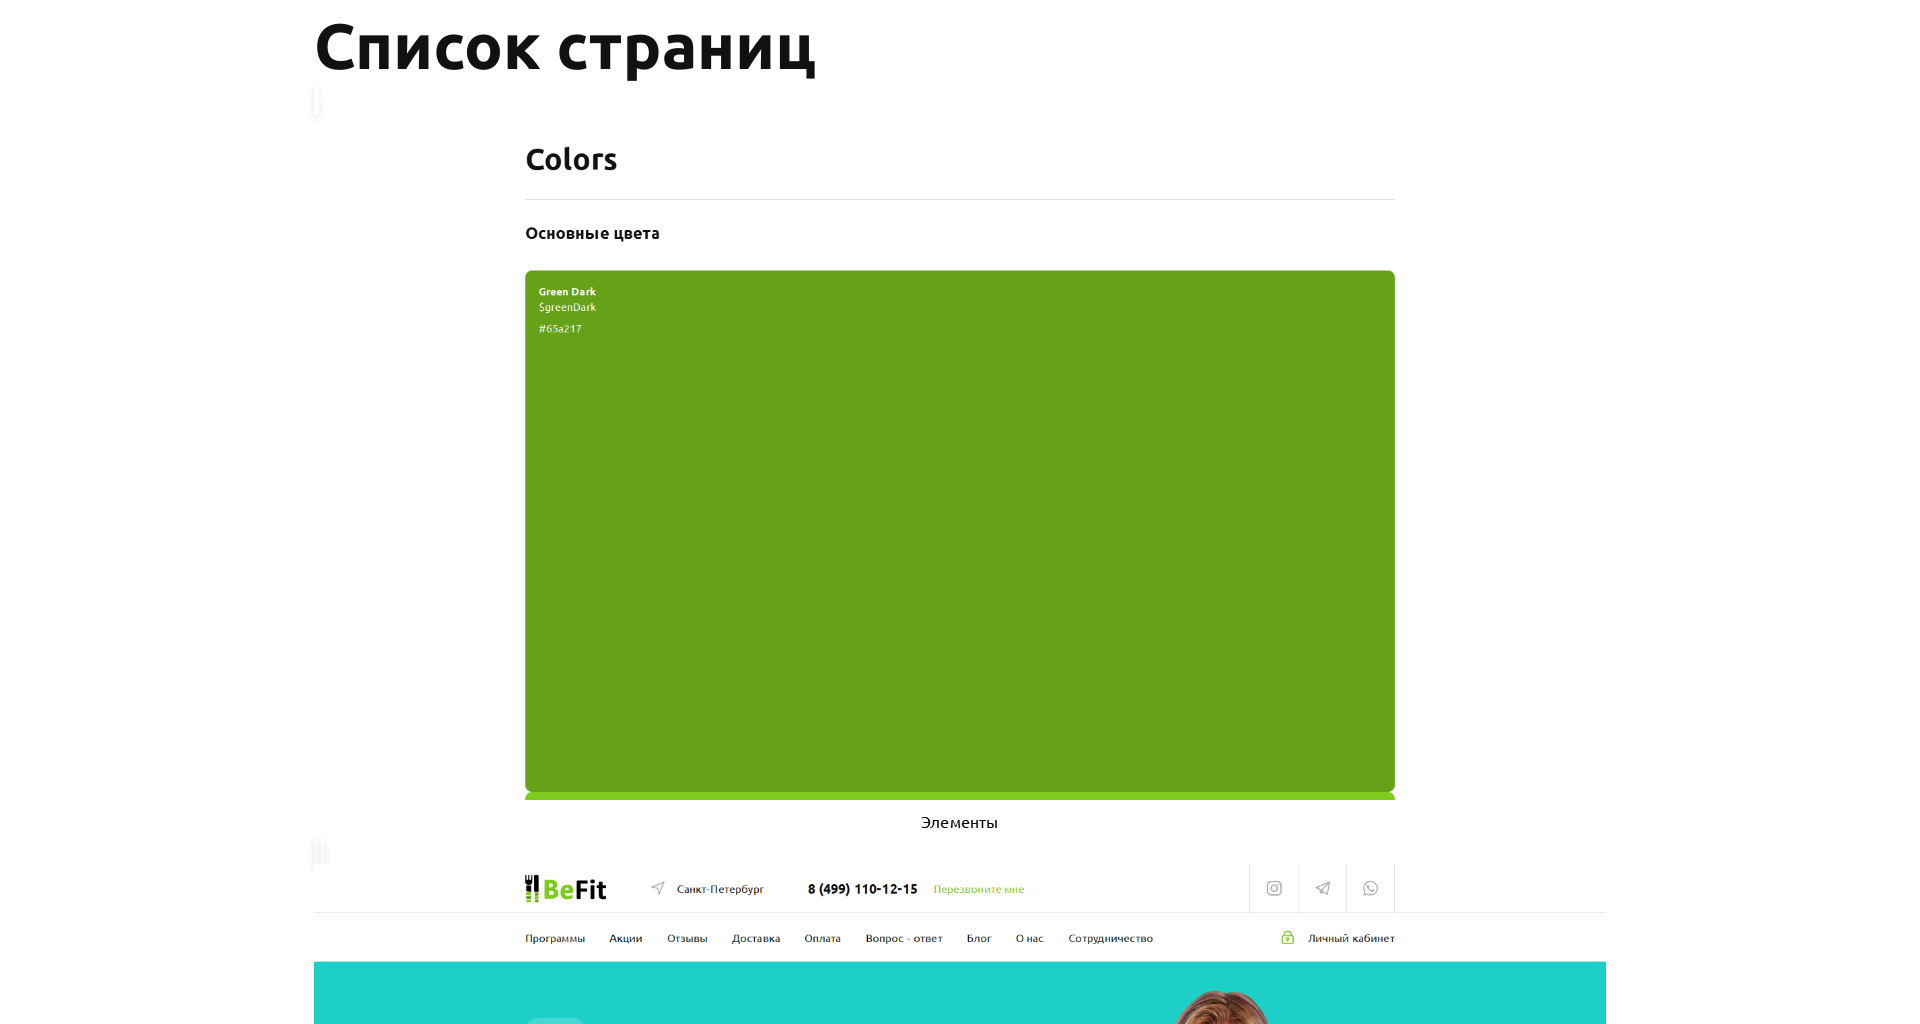 Список страниц
Colors
Основные цвета
Green Dark
$greenDark
#65a217
Элементы
BeFit Санкт-Петербург 8 (499) 110-12-15 Перезвоните мне
Программы Акции Отзывы Доставка Оплата Вопрос - ответ Блог О нас Сотрудничество Личный кабинет